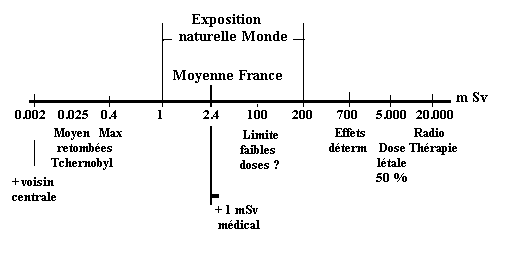 Exposition
naturelle Monde
Moyenne France
m Sv
0.002 0.025 0.4 1 2.4 100 200 700 5.000 20.000
Moyen Max
retombées
Tchernobyl
+ voisin
centrale
Limite
faibles
doses ?
Effets
déterm
Dose
létale
50 %
Radio
Thérapie
+ 1 mSv
médical